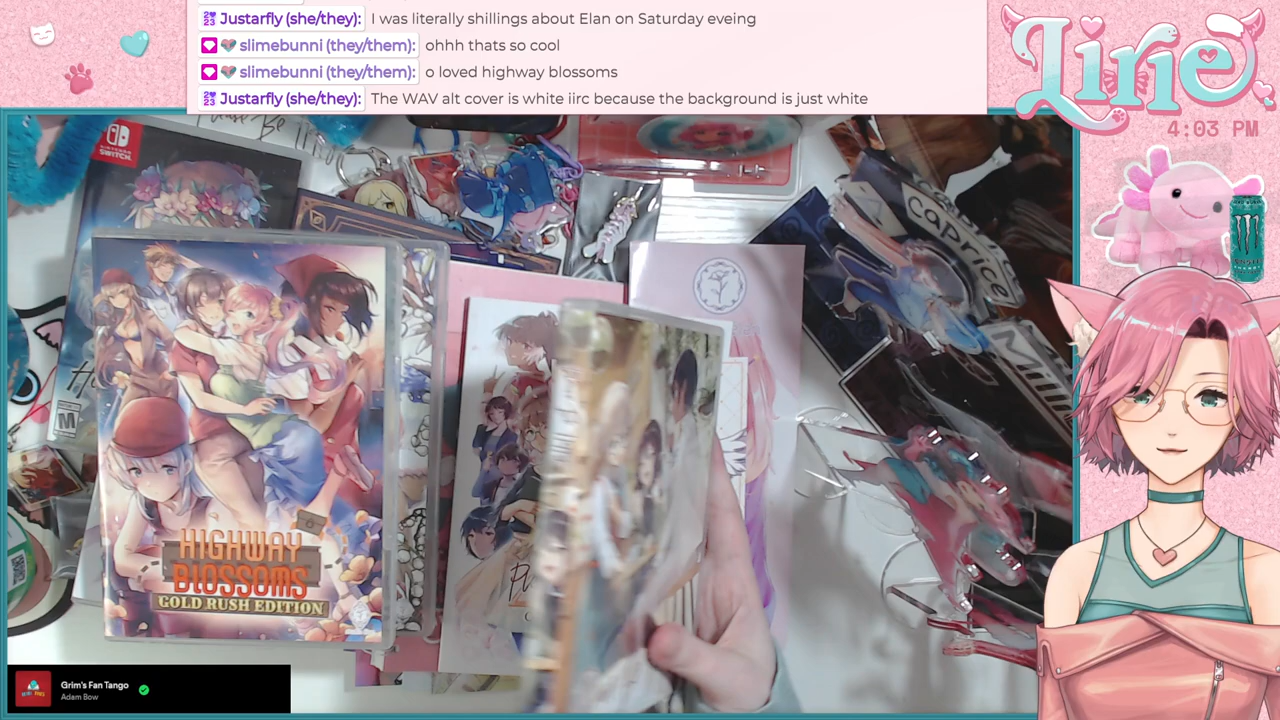 Justarfly (she/they): I was literally shillings about Elan on Saturday eveing
slimebunni (they/them): ohhh thats so cool
slimebunni (they/them): o loved highway blossoms
Justarfly (she/they): The WAV alt cover is white iirc because the background is just white
Lirie
4:03 PM
NINTENDO
SWITCH
caprice
M
HIGHWAY
BLOSSOMS
GOLD RUSH EDITION
Grim's Fan Tango
Adam Bow